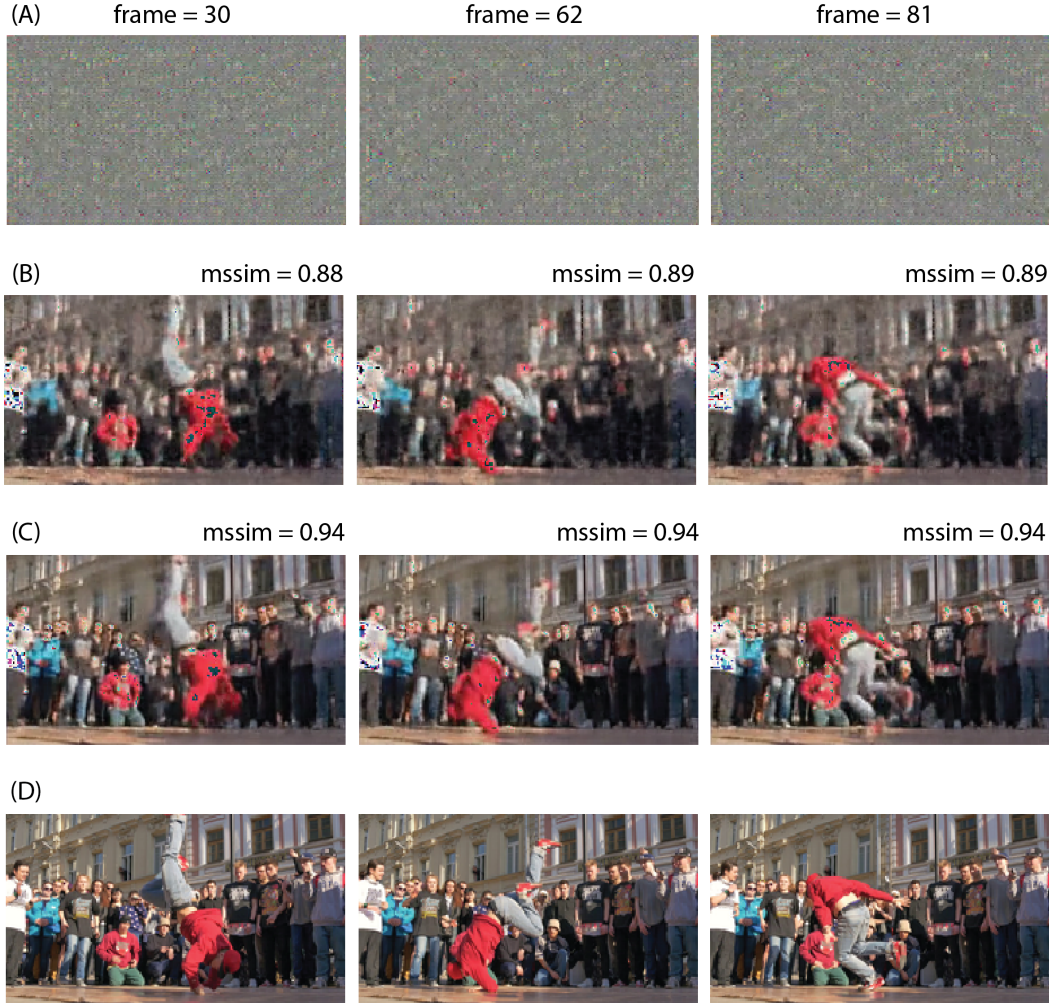 (A) frame = 30 frame = 62 frame = 81
(B) mssim = 0.88 mssim = 0.89 mssim = 0.89
(C) mssim = 0.94 mssim = 0.94 mssim = 0.94
(D)